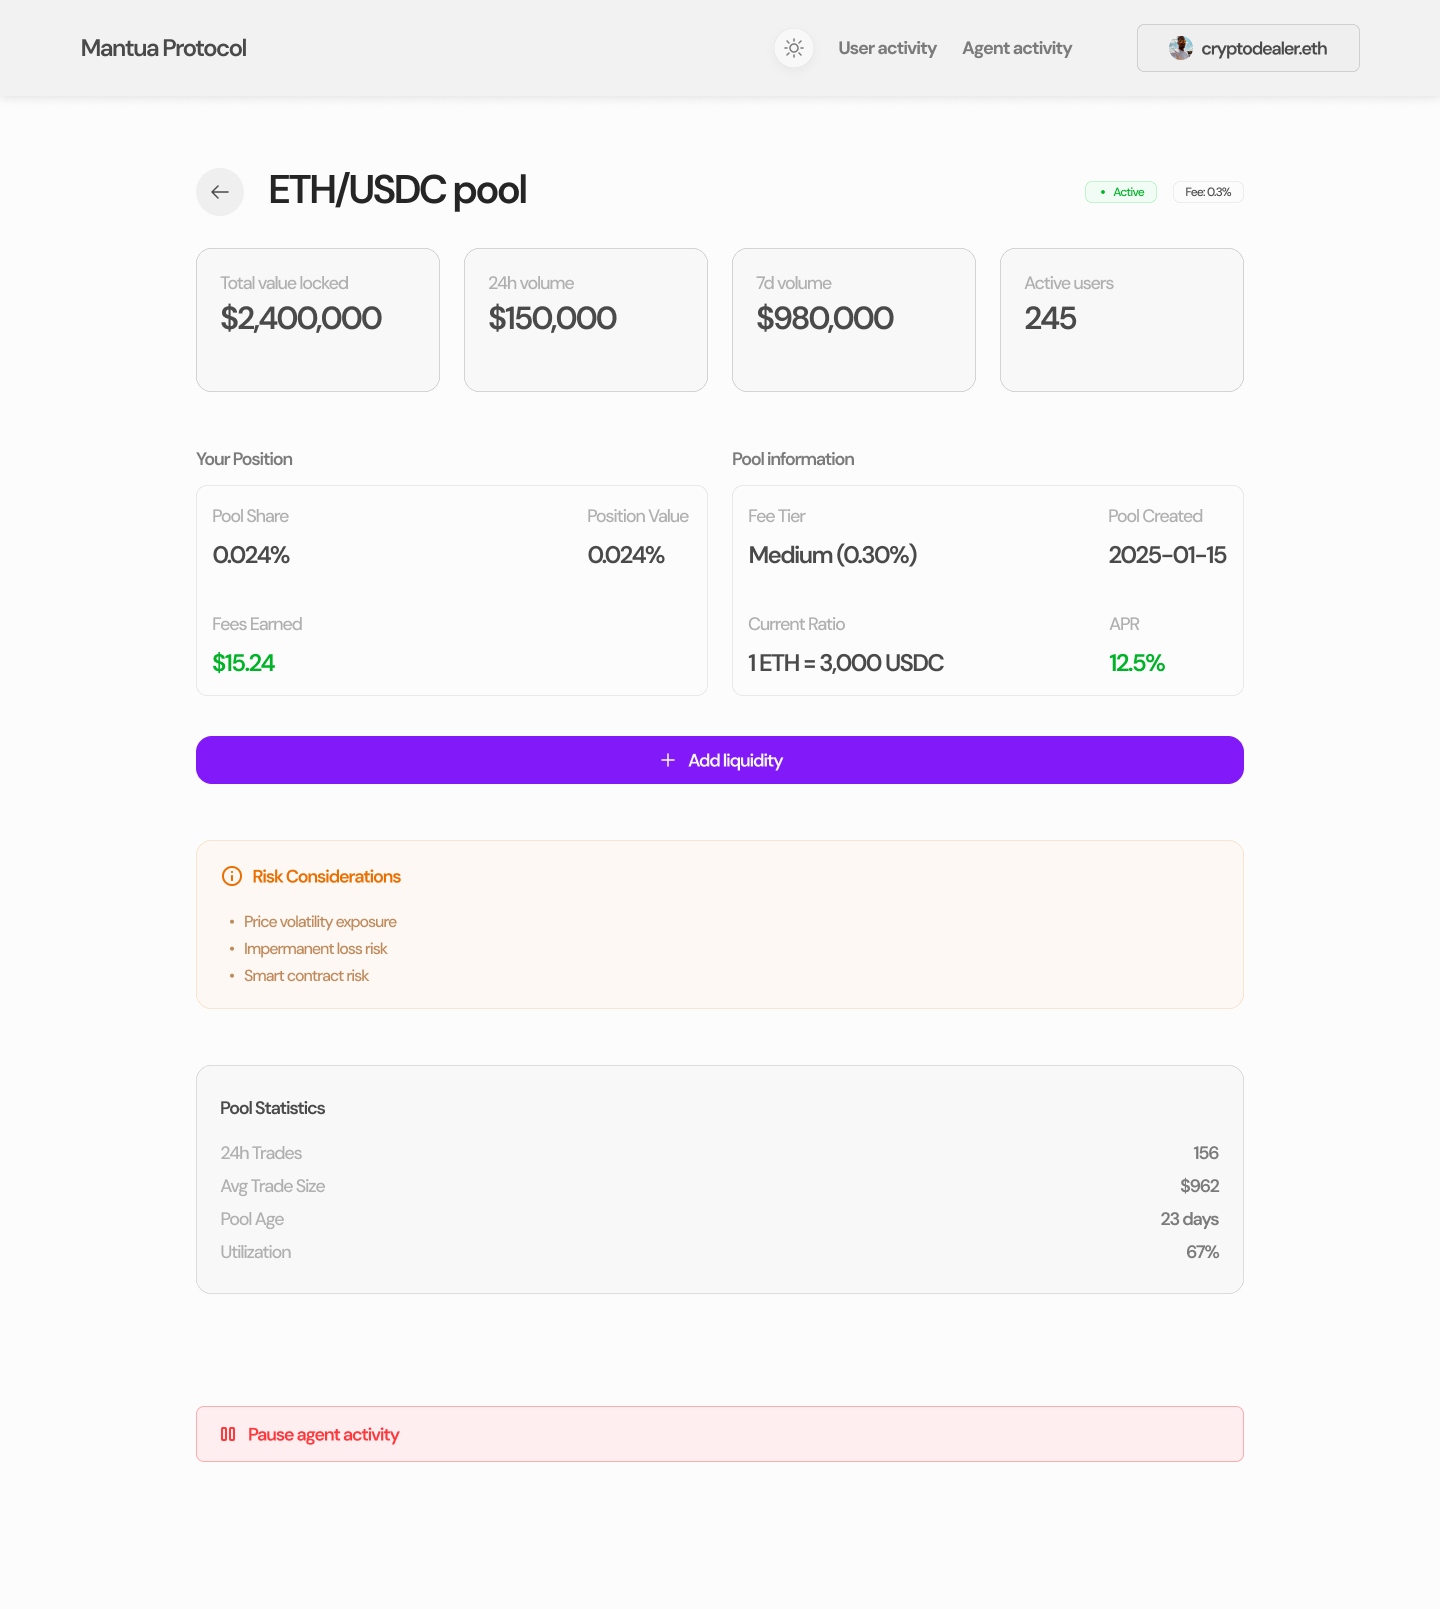 Mantua Protocol
User activity
Agent activity
cryptodealer.eth
ETH/USDC pool
Active
Fee: 0.3%
Total value locked
$2,400,000
24h volume
$150,000
7d volume
$980,000
Active users
245
Your Position
Pool Share
Position Value
0.024%
0.024%
Fees Earned
$15.24
Pool information
Fee Tier
Pool Created
Medium (0.30%)
2025-01-15
Current Ratio
APR
1 ETH = 3,000 USDC
12.5%
Add liquidity
Risk Considerations
• Price volatility exposure
• Impermanent loss risk
• Smart contract risk
Pool Statistics
24h Trades 156
Avg Trade Size $962
Pool Age 23 days
Utilization 67%
Pause agent activity